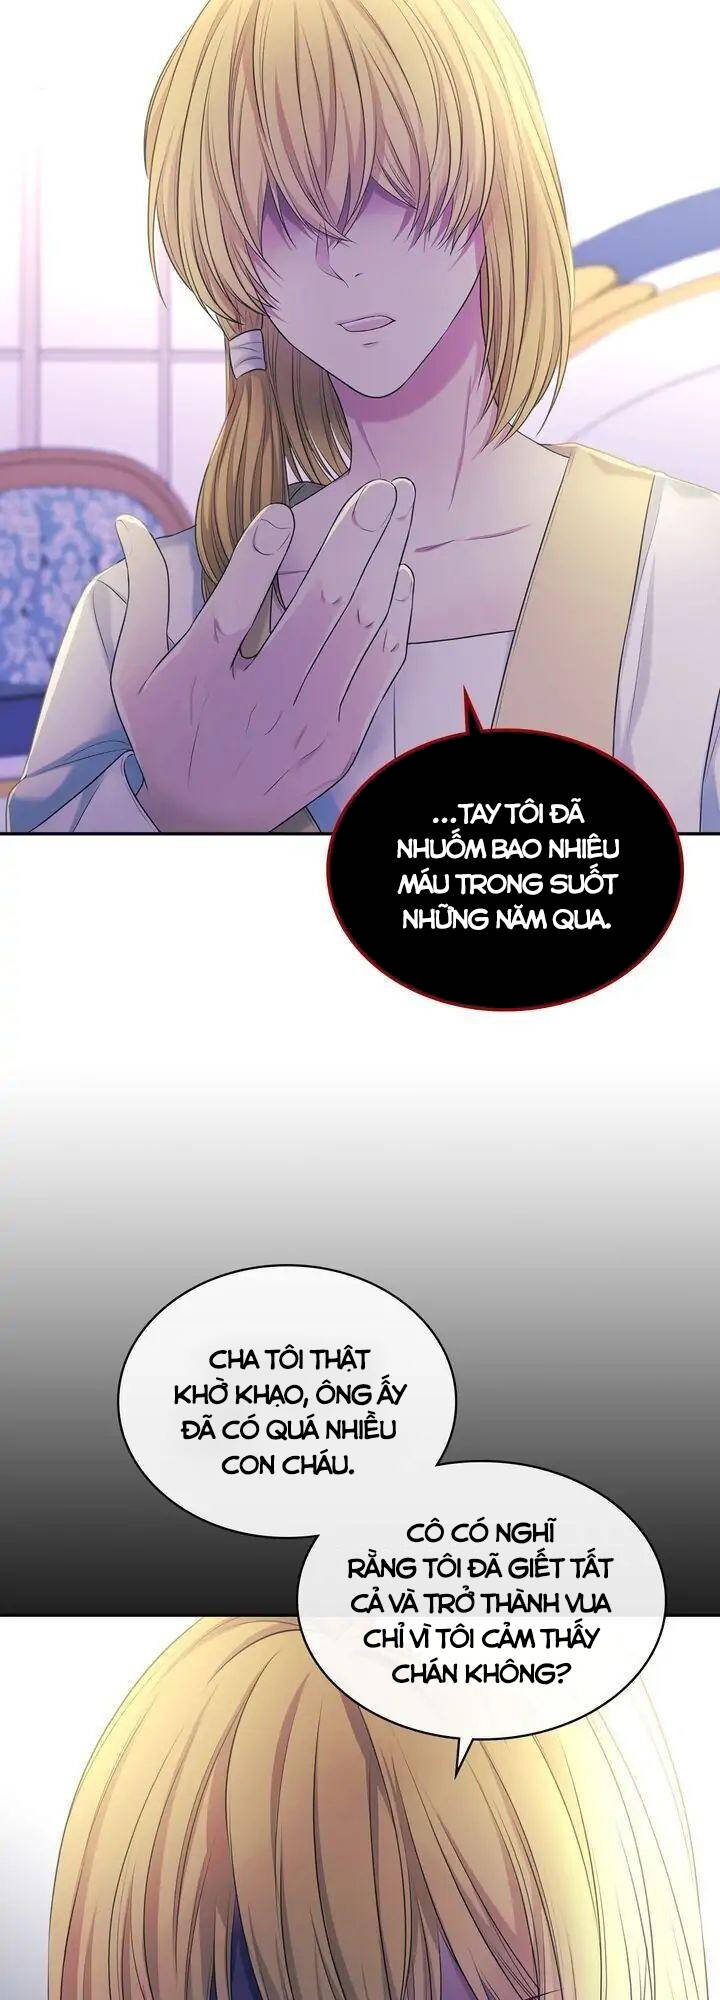 ...TAY TÔI ĐÃ
NHUỐM BAO NHIÊU
MÁU TRONG SUỐT
NHỮNG NĂM QUA.
CHA TÔI THẬT
KHỜ KHẠO, ÔNG ẤY
ĐÃ CÓ QUÁ NHIỀU
CON CHÁU.
CÔ CÓ NGHĨ
RẰNG TÔI ĐÃ GIẾT TẤT
CẢ VÀ TRỞ THÀNH VUA
CHỈ VÌ TÔI CẢM THẤY
CHÁN KHÔNG?